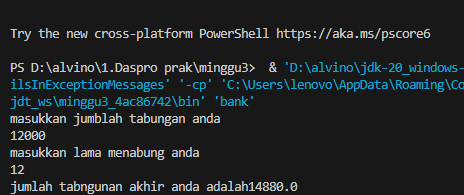 Try the new cross-platform PowerShell https://aka.ms/pscore6
PS D:\alvino\1.Daspro prak\minggu3>  & 'D:\alvino\jdk-20_windows-
ilsInExceptionMessages' '-cp' 'C:\Users\lenovo\AppData\Roaming\Co
jdt_ws\minggu3_4ac86742\bin' 'bank'
masukkan jumblah tabungan anda
12000
masukkan lama menabung anda
12
jumlah tabngunan akhir anda adalah14880.0